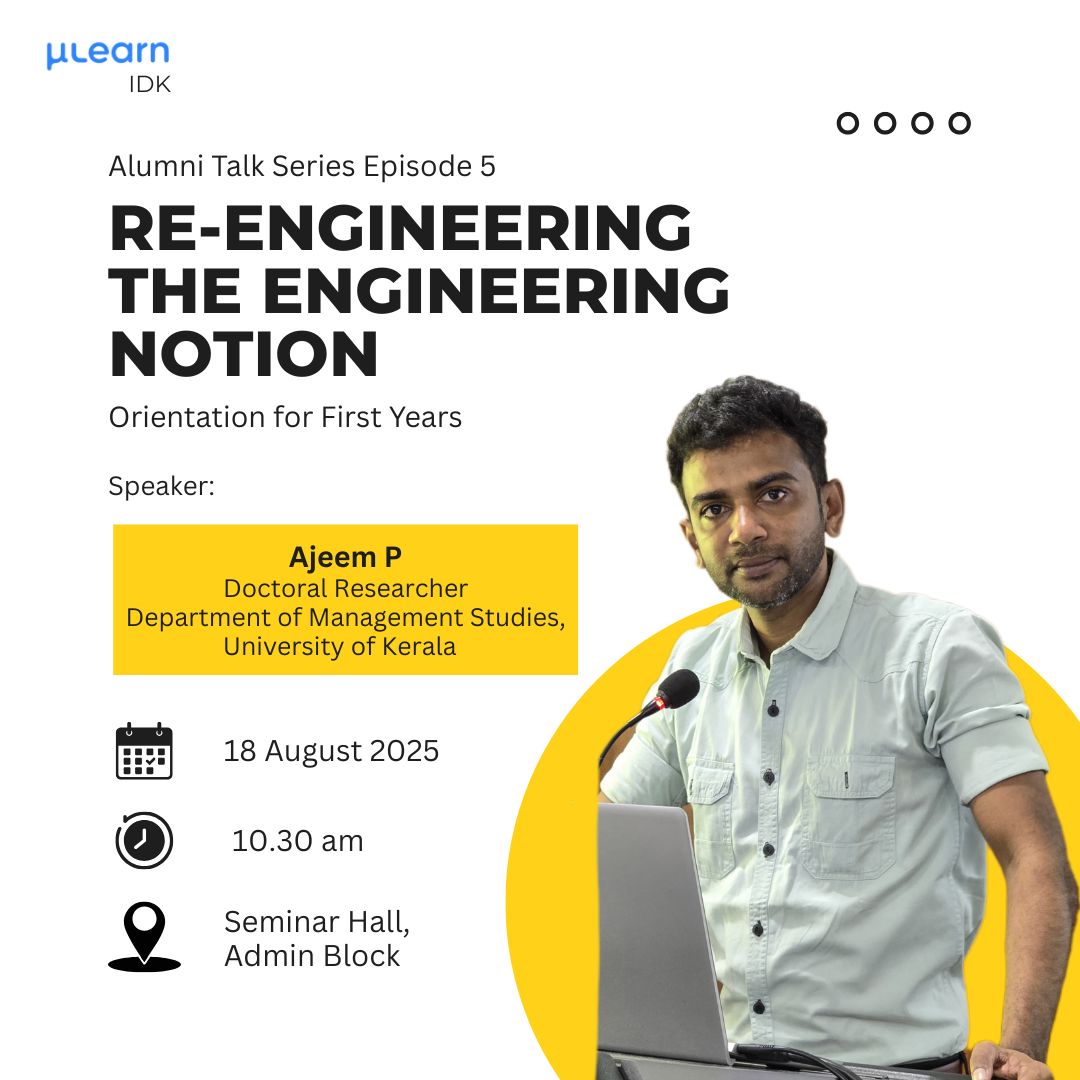 µLearn
IDK
Alumni Talk Series Episode 5
RE-ENGINEERING
THE ENGINEERING
NOTION
Orientation for First Years
Speaker:
Ajeem P
Doctoral Researcher
Department of Management Studies,
University of Kerala
18 August 2025
10.30 am
Seminar Hall,
Admin Block